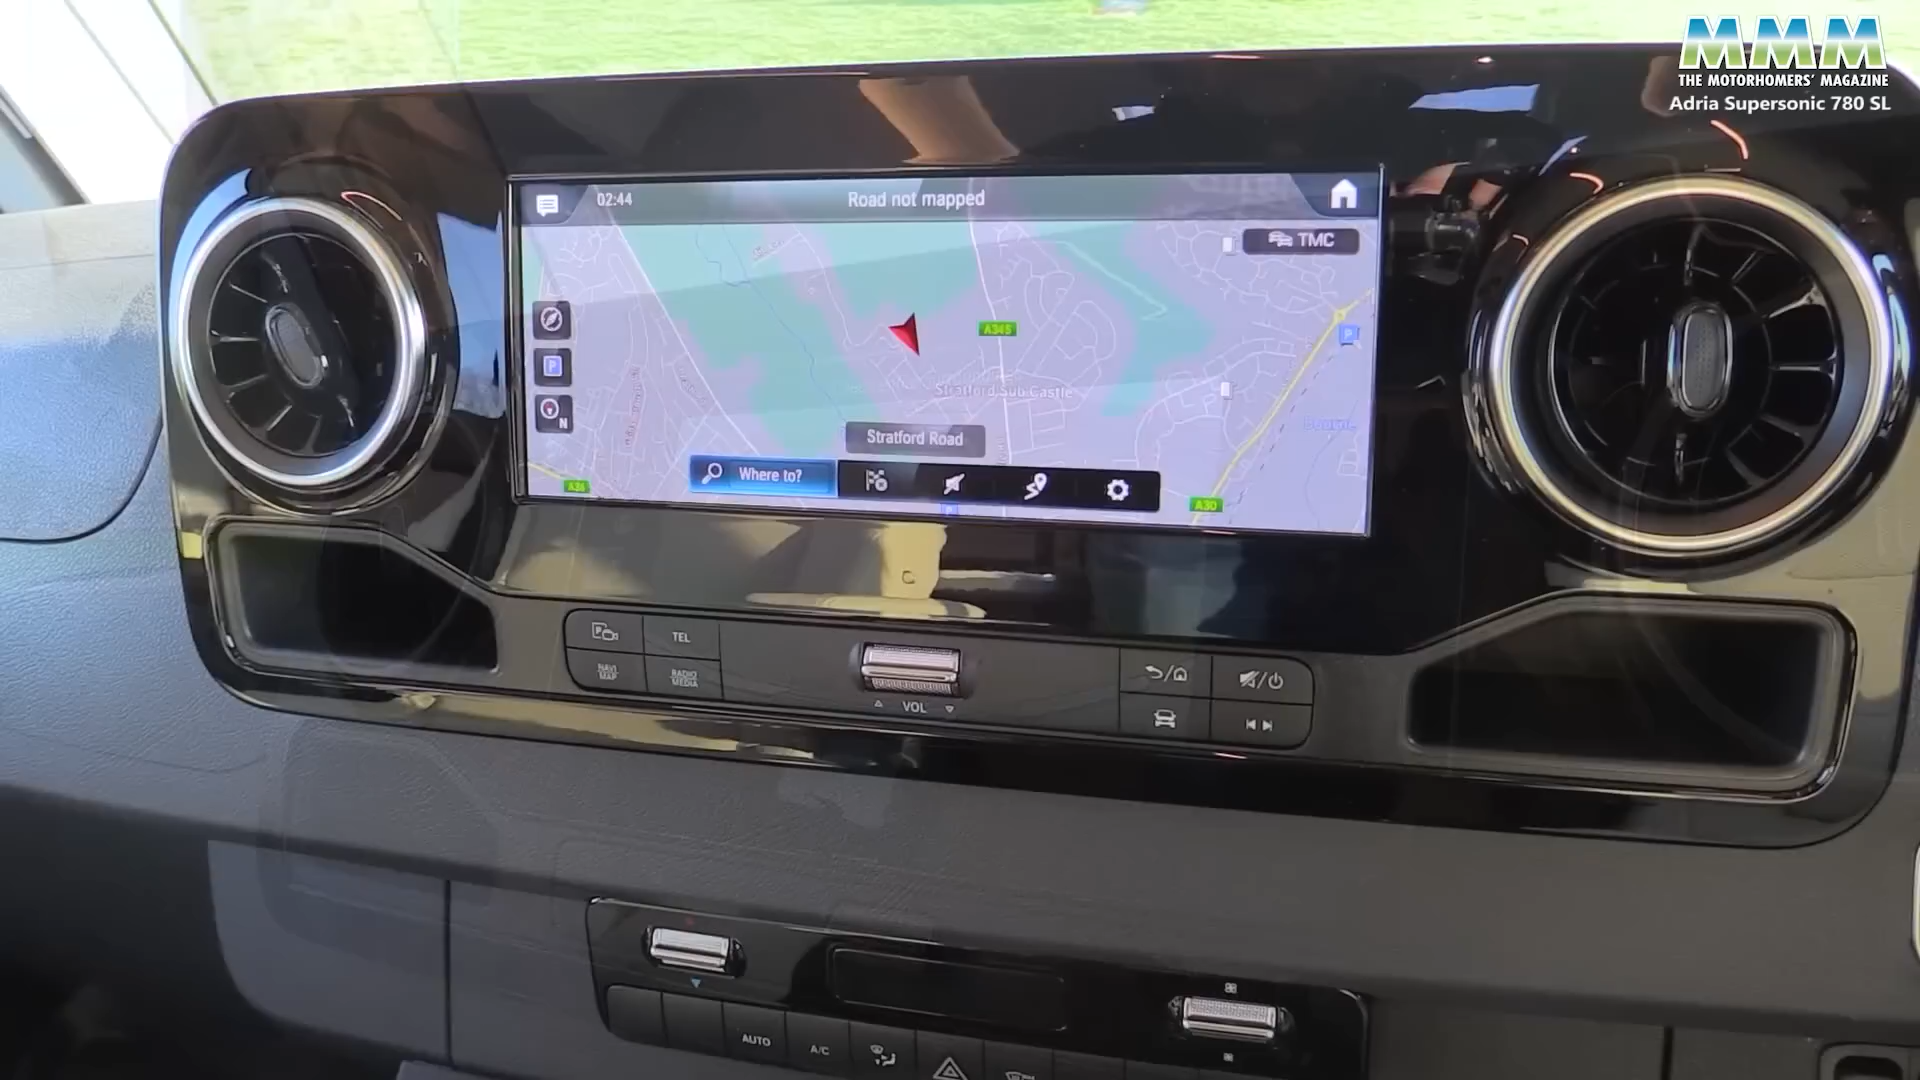 MMM
THE MOTORHOMERS' MAGAZINE
Adria Supersonic 780 SL
02:44
Road not mapped
TMC
A345
P
P
N
Stratford Sub Castle
Stratford Road
Where to?
A36
A30
P
TEL
NAVI
MAP
RADIO
MEDIA
VOL
AUTO
A/C